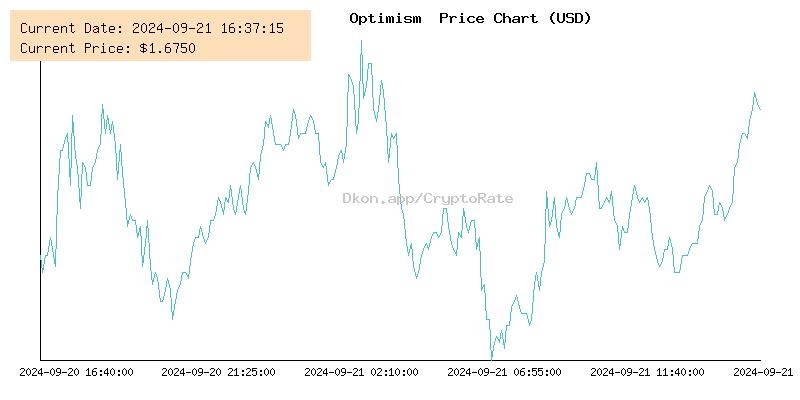 Optimism  Price Chart (USD)
Current Date: 2024-09-21 16:37:15
Current Price: $1.6750
Dkon.app/CryptoRate
2024-09-20 16:40:00 2024-09-20 21:25:00 2024-09-21 02:10:00 2024-09-21 06:55:00 2024-09-21 11:40:00 2024-09-21